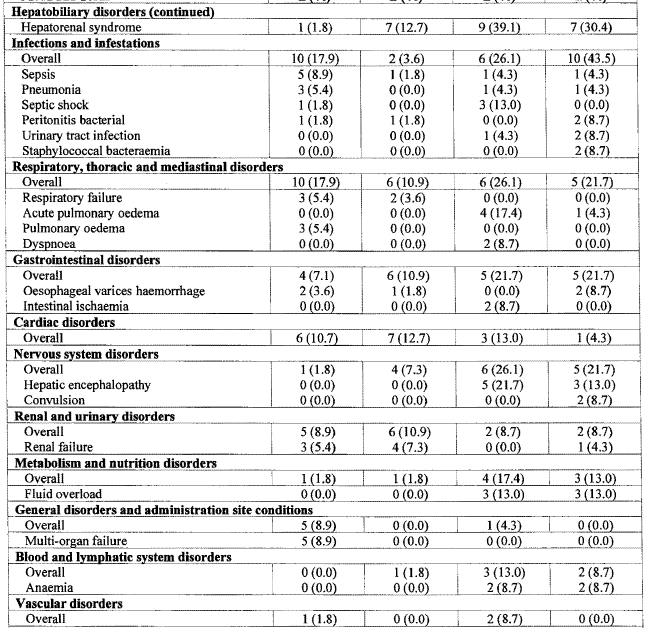 Hepatobiliary disorders (continued)
Hepatorenal syndrome 1 (1.8) 7 (12.7) 9 (39.1) 7 (30.4)
Infections and infestations
Overall 10 (17.9) 2 (3.6) 6 (26.1) 10 (43.5)
Sepsis 5 (8.9) 1 (1.8) 1 (4.3) 1 (4.3)
Pneumonia 3 (5.4) 0 (0.0) 1 (4.3) 1 (4.3)
Septic shock 1 (1.8) 0 (0.0) 3 (13.0) 0 (0.0)
Peritonitis bacterial 1 (1.8) 1 (1.8) 0 (0.0) 2 (8.7)
Urinary tract infection 0 (0.0) 0 (0.0) 1 (4.3) 2 (8.7)
Staphylococcal bacteraemia 0 (0.0) 0 (0.0) 0 (0.0) 2 (8.7)
Respiratory, thoracic and mediastinal disorders
Overall 10 (17.9) 6 (10.9) 6 (26.1) 5 (21.7)
Respiratory failure 3 (5.4) 2 (3.6) 0 (0.0) 0 (0.0)
Acute pulmonary oedema 0 (0.0) 0 (0.0) 4 (17.4) 1 (4.3)
Pulmonary oedema 3 (5.4) 0 (0.0) 0 (0.0) 0 (0.0)
Dyspnoea 0 (0.0) 0 (0.0) 2 (8.7) 0 (0.0)
Gastrointestinal disorders
Overall 4 (7.1) 6 (10.9) 5 (21.7) 5 (21.7)
Oesophageal varices haemorrhage 2 (3.6) 1 (1.8) 0 (0.0) 2 (8.7)
Intestinal ischaemia 0 (0.0) 0 (0.0) 2 (8.7) 0 (0.0)
Cardiac disorders
Overall 6 (10.7) 7 (12.7) 3 (13.0) 1 (4.3)
Nervous system disorders
Overall 1 (1.8) 4 (7.3) 6 (26.1) 5 (21.7)
Hepatic encephalopathy 0 (0.0) 0 (0.0) 5 (21.7) 3 (13.0)
Convulsion 0 (0.0) 0 (0.0) 0 (0.0) 2 (8.7)
Renal and urinary disorders
Overall 5 (8.9) 6 (10.9) 2 (8.7) 2 (8.7)
Renal failure 3 (5.4) 4 (7.3) 0 (0.0) 1 (4.3)
Metabolism and nutrition disorders
Overall 1 (1.8) 1 (1.8) 4 (17.4) 3 (13.0)
Fluid overload 0 (0.0) 0 (0.0) 3 (13.0) 3 (13.0)
General disorders and administration site conditions
Overall 5 (8.9) 0 (0.0) 1 (4.3) 0 (0.0)
Multi-organ failure 5 (8.9) 0 (0.0) 0 (0.0) 0 (0.0)
Blood and lymphatic system disorders
Overall 0 (0.0) 1 (1.8) 3 (13.0) 2 (8.7)
Anaemia 0 (0.0) 0 (0.0) 2 (8.7) 2 (8.7)
Vascular disorders
Overall 1 (1.8) 0 (0.0) 2 (8.7) 0 (0.0)